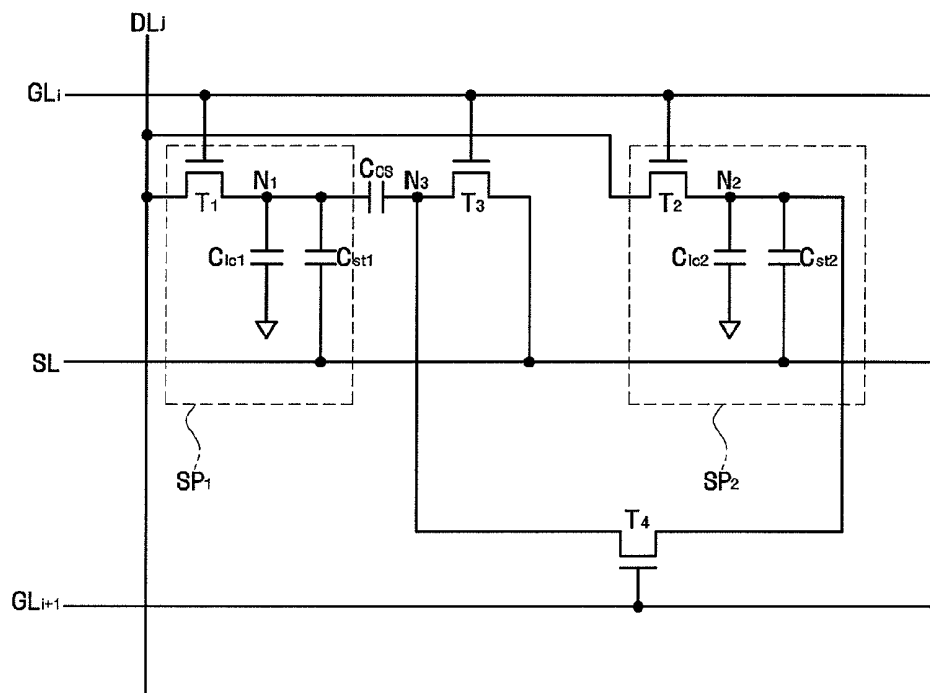 DLj
GLi
CCS
N1
N3
N2
T1
T3
T2
Clc1
Cst1
Clc2
Cst2
SL
SP1
SP2
T4
GLi+1